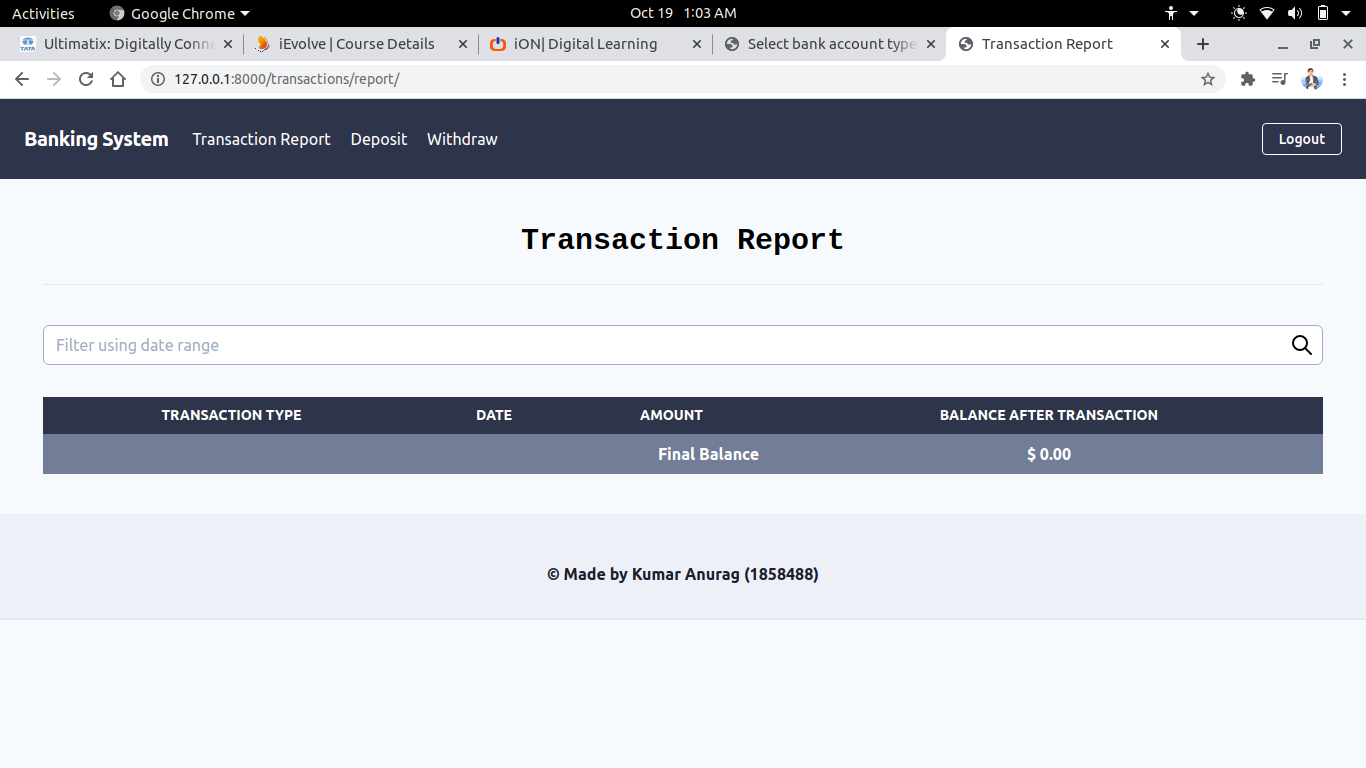 Activities Google Chrome Oct 19 1:03 AM
TATA Ultimatix: Digitally Conne iEvolve | Course Details iON| Digital Learning Select bank account type Transaction Report
127.0.0.1:8000/transactions/report/
Banking System Transaction Report Deposit Withdraw Logout
Transaction Report
Filter using date range
TRANSACTION TYPE DATE AMOUNT BALANCE AFTER TRANSACTION
Final Balance $ 0.00
© Made by Kumar Anurag (1858488)